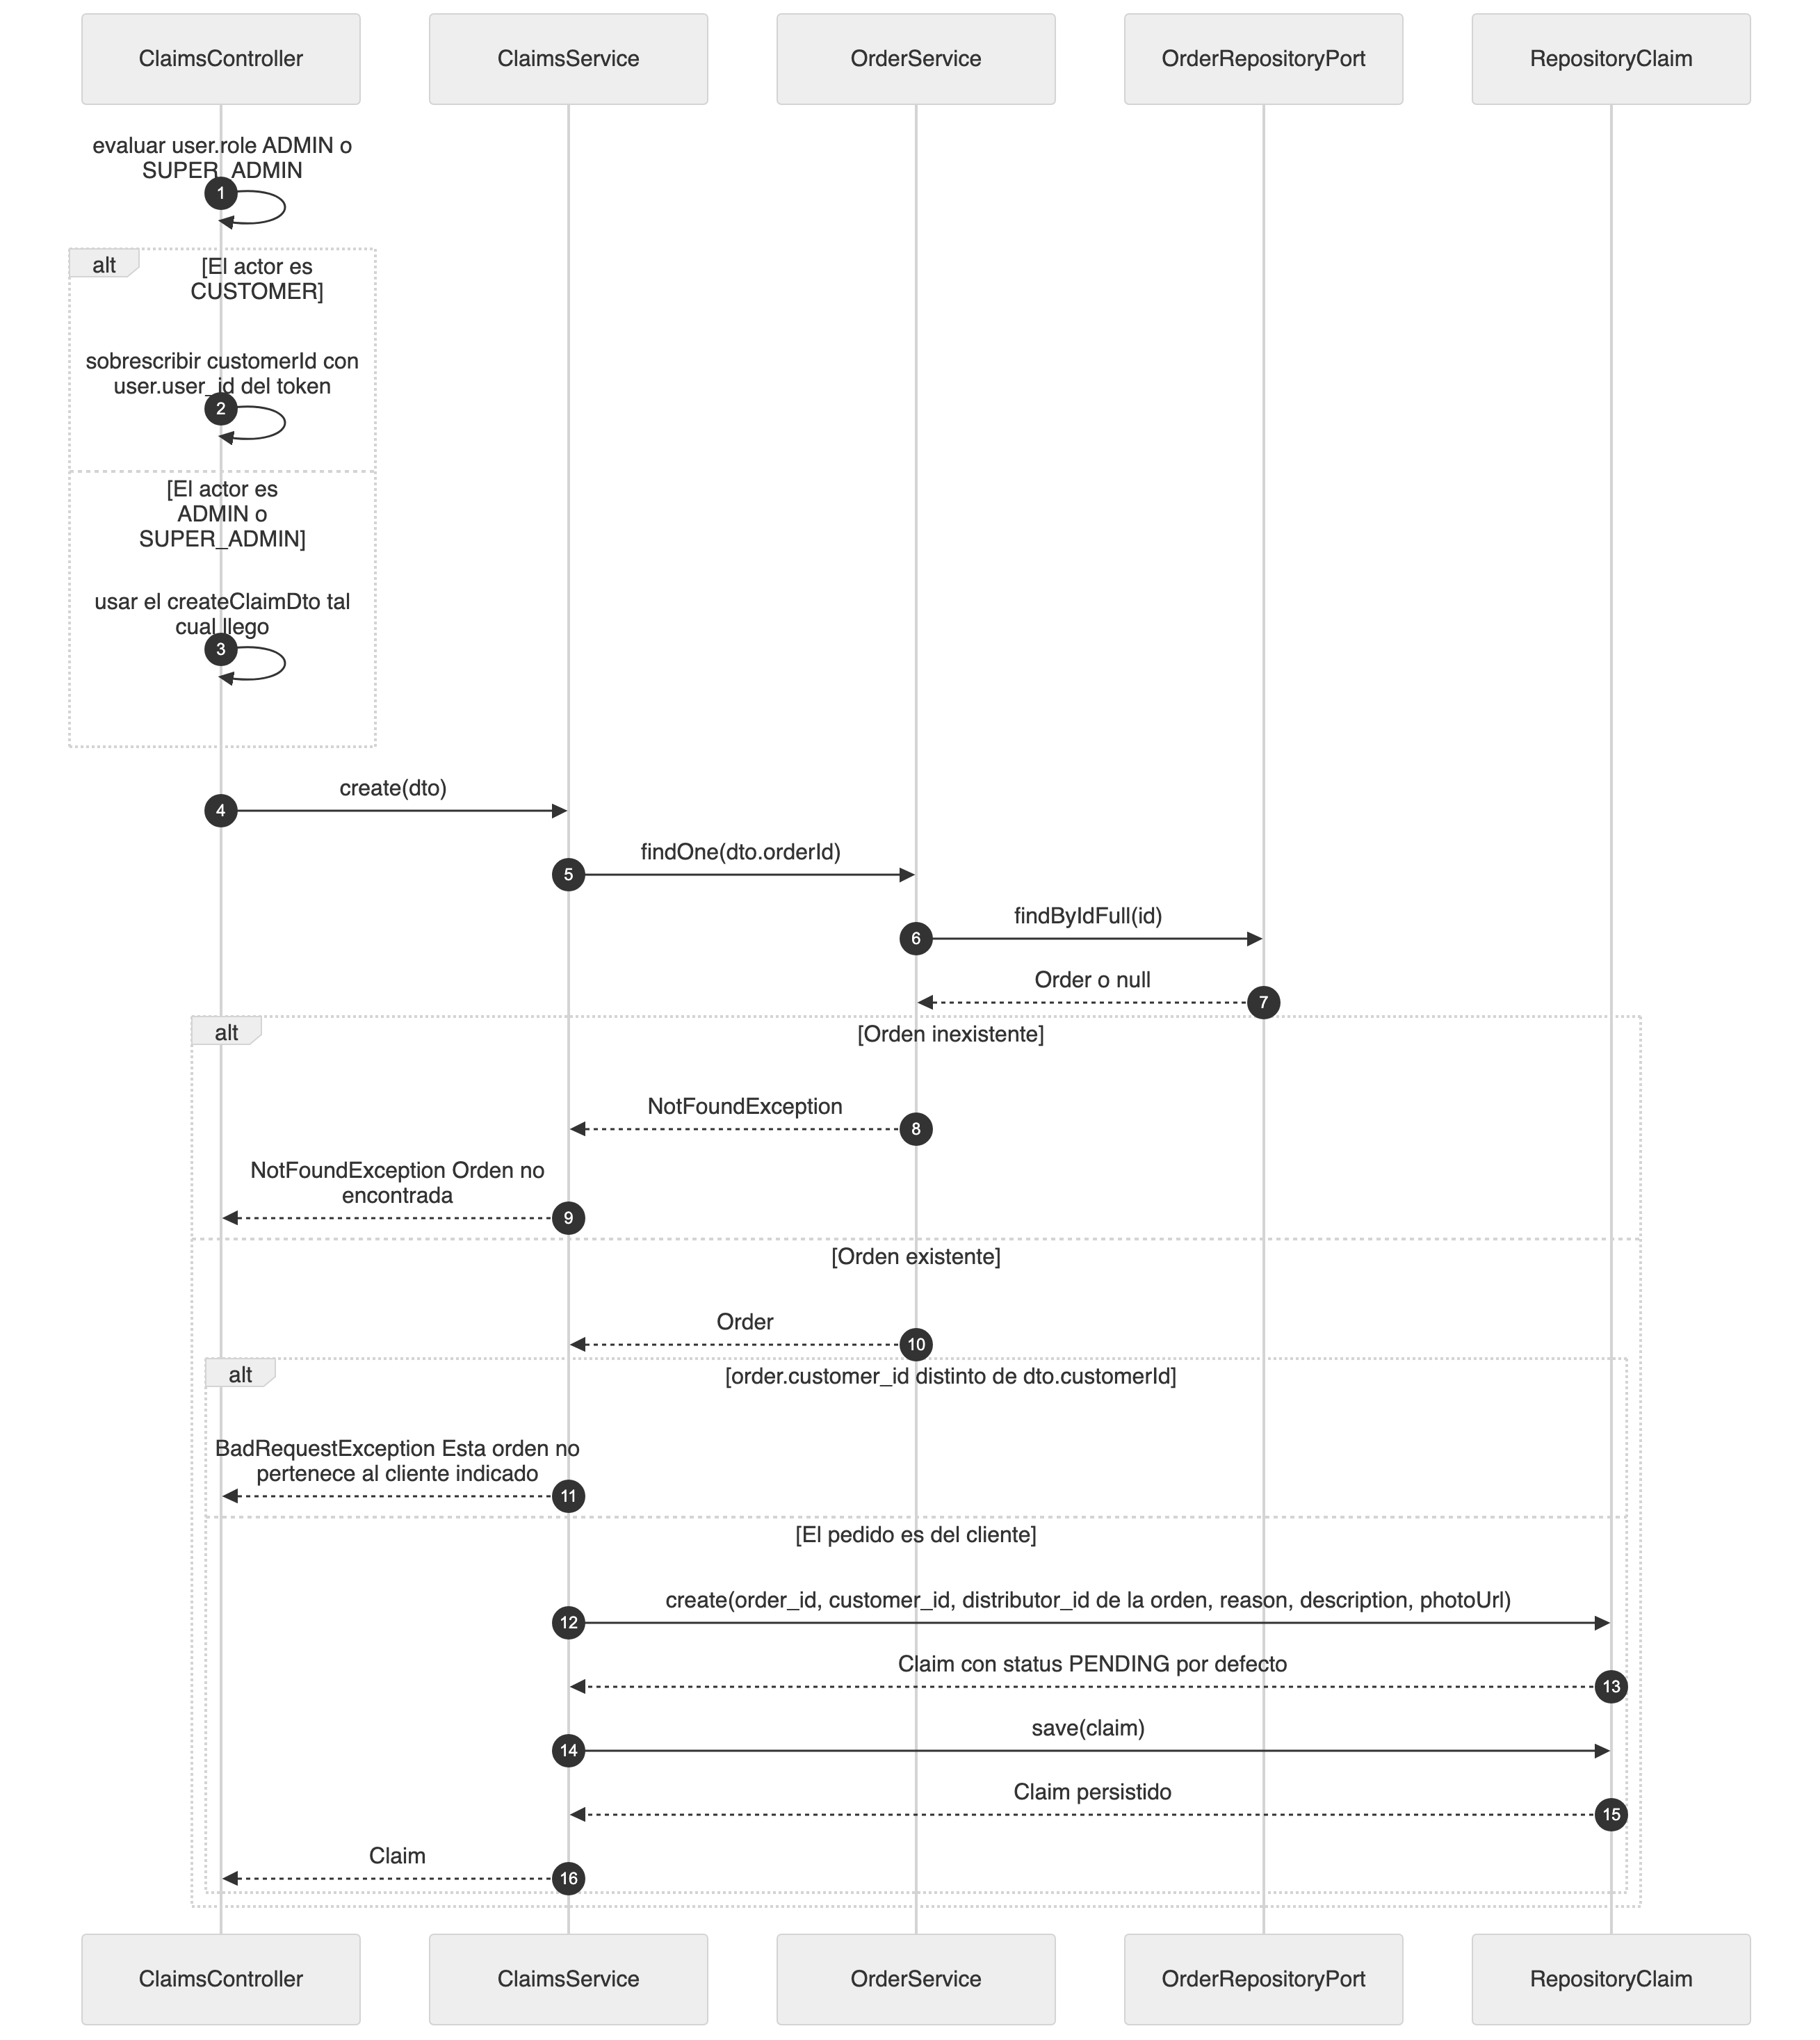 ClaimsController
ClaimsService
OrderService
OrderRepositoryPort
RepositoryClaim
evaluar user.role ADMIN o
SUPER_ADMIN
1
alt
[El actor es
CUSTOMER]
sobrescribir customerId con
user.user_id del token
2
[El actor es
ADMIN o
SUPER_ADMIN]
usar el createClaimDto tal
cual llego
3
create(dto)
4
findOne(dto.orderId)
5
findByIdFull(id)
6
Order o null
7
alt
[Orden inexistente]
NotFoundException
8
NotFoundException Orden no
encontrada
9
[Orden existente]
Order
10
alt
[order.customer_id distinto de dto.customerId]
BadRequestException Esta orden no
pertenece al cliente indicado
11
[El pedido es del cliente]
create(order_id, customer_id, distributor_id de la orden, reason, description, photoUrl)
12
Claim con status PENDING por defecto
13
save(claim)
14
Claim persistido
15
Claim
16
ClaimsController
ClaimsService
OrderService
OrderRepositoryPort
RepositoryClaim